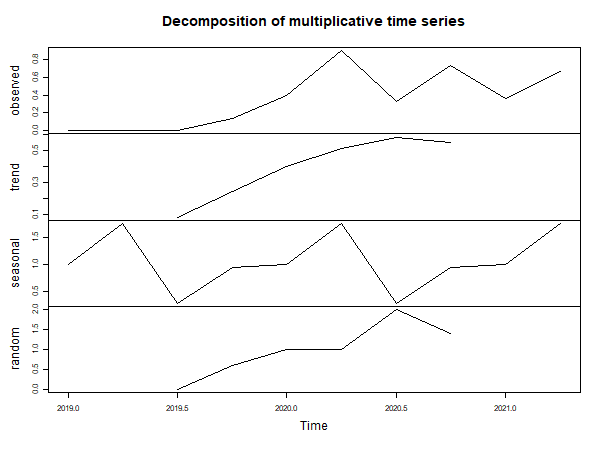 Decomposition of multiplicative time series
observed
0.0 0.2 0.4 0.6 0.8
trend
0.1 0.3 0.5
seasonal
0.5 1.0 1.5
random
0.0 0.5 1.0 1.5 2.0
2019.0 2019.5 2020.0 2020.5 2021.0
Time